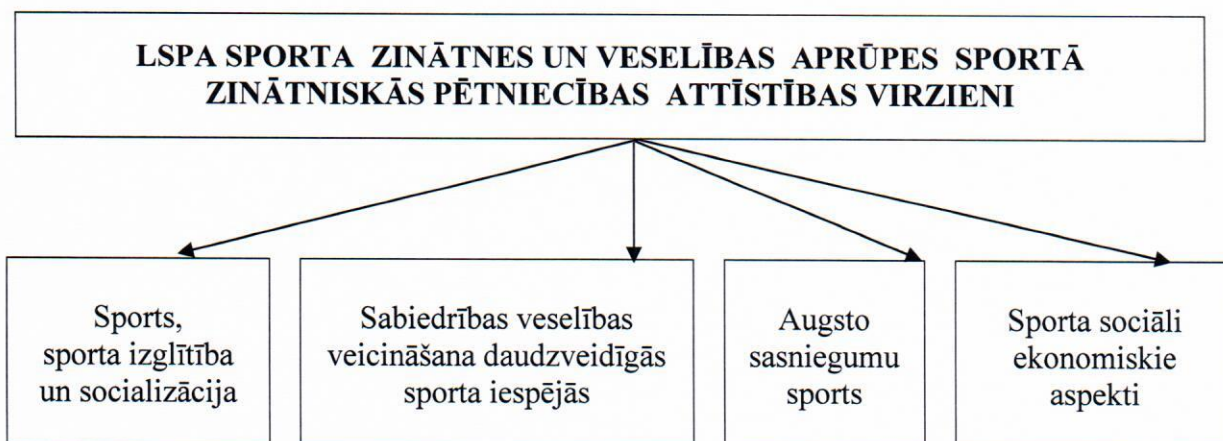 LSPA SPORTA ZINĀTNES UN VESELĪBAS APRŪPES SPORTĀ
ZINĀTNISKĀS PĒTNIECĪBAS ATTĪSTĪBAS VIRZIENI
Sports,
sporta izglītība
un socializācija
Sabiedrības veselības
veicināšana daudzveidīgās
sporta iespējās
Augsto
sasniegumu
sports
Sporta sociāli
ekonomiskie
aspekti